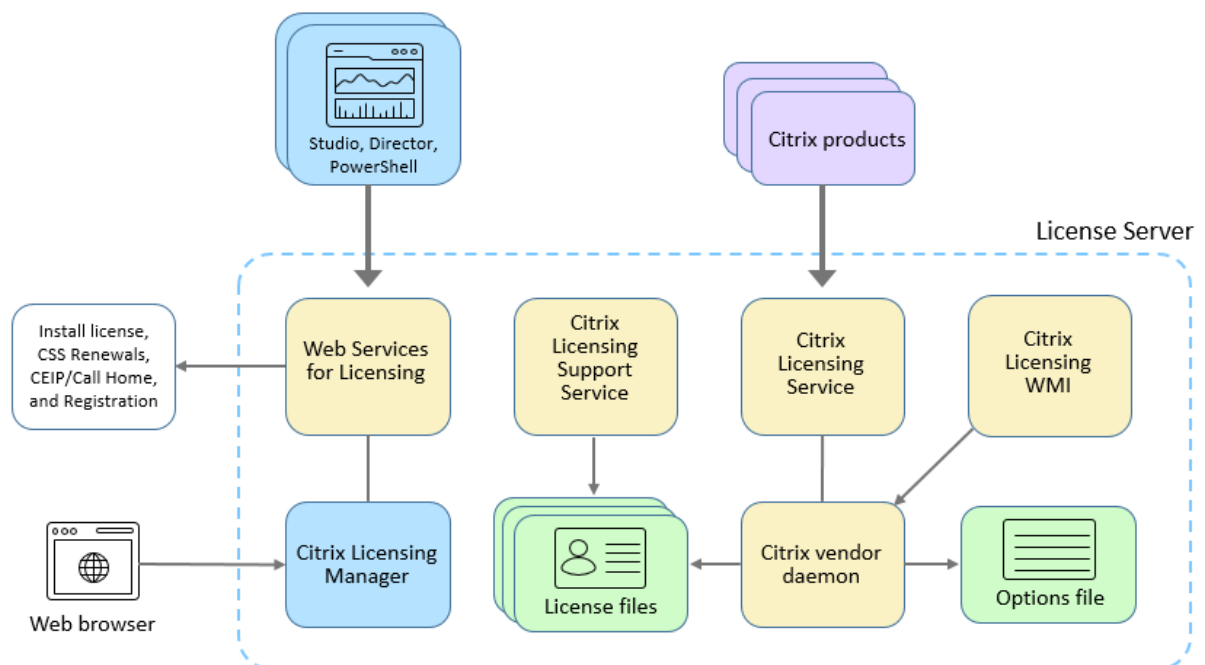 Studio, Director,
PowerShell
Citrix products
License Server
Install license,
CSS Renewals,
CEIP/Call Home,
and Registration
Web Services
for Licensing
Citrix
Licensing
Support
Service
Citrix
Licensing
Service
Citrix
Licensing
WMI
Web browser
Citrix Licensing
Manager
License files
Citrix vendor
daemon
Options file